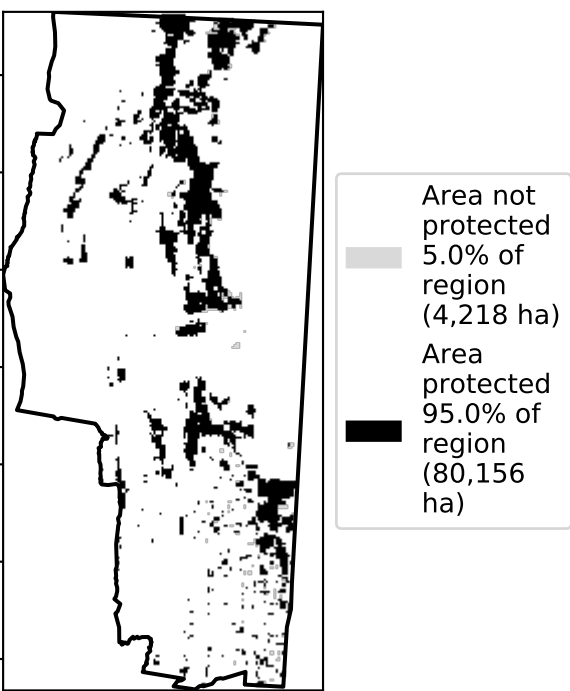 Area not
protected
5.0% of
region
(4,218 ha)
Area
protected
95.0% of
region
(80,156
ha)